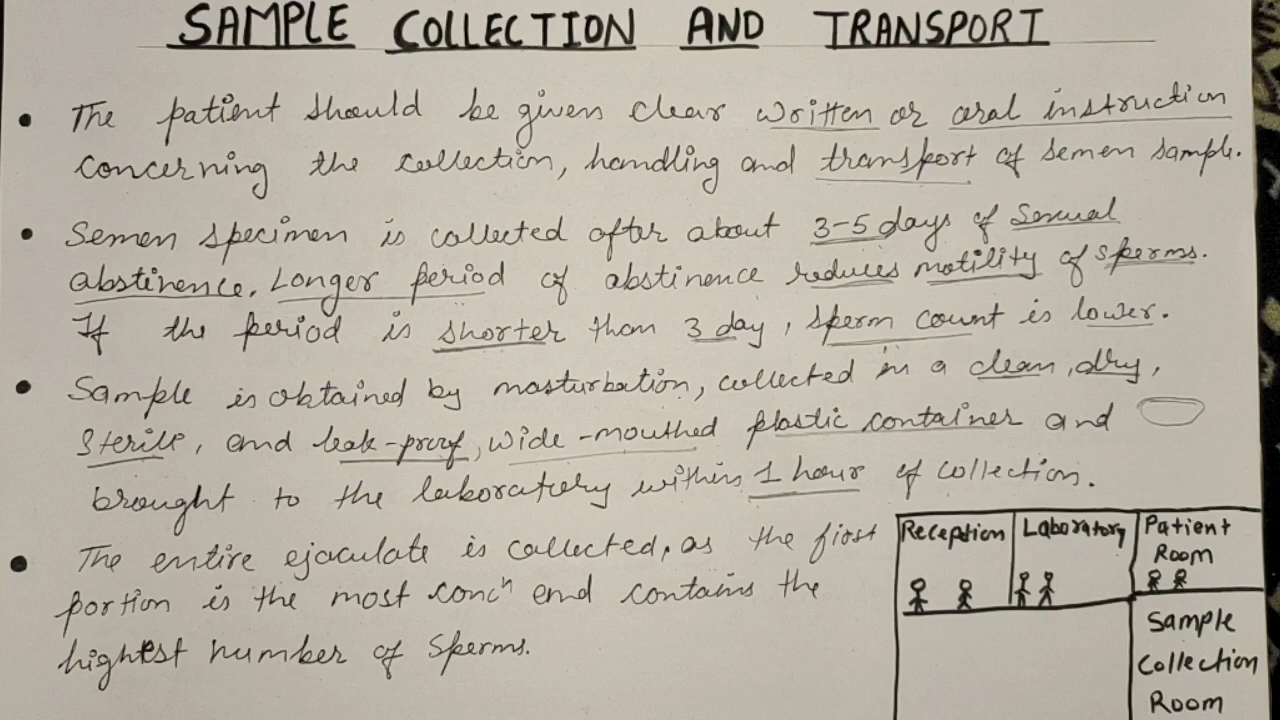 SAMPLE COLLECTION AND TRANSPORT
• The patient should be given clear written or oral instruction
concerning the collection, handling and transport of semen sample.
• Semen specimen is collected after about 3-5 days of Sexual
abstinence. Longer period of abstinence reduces motility of sperms.
If the period is shorter than 3 day, sperm count is lower.
• Sample is obtained by masturbation, collected in a clean, dry,
Sterile, and leak-proof, wide-mouthed plastic container and
brought to the laboratory within 1 hour of collection.
• The entire ejaculate is collected, as the first
portion is the most concⁿ and contains the
highest number of Sperms.
Reception
Laboratory
Patient
Room
Sample
Collection
Room